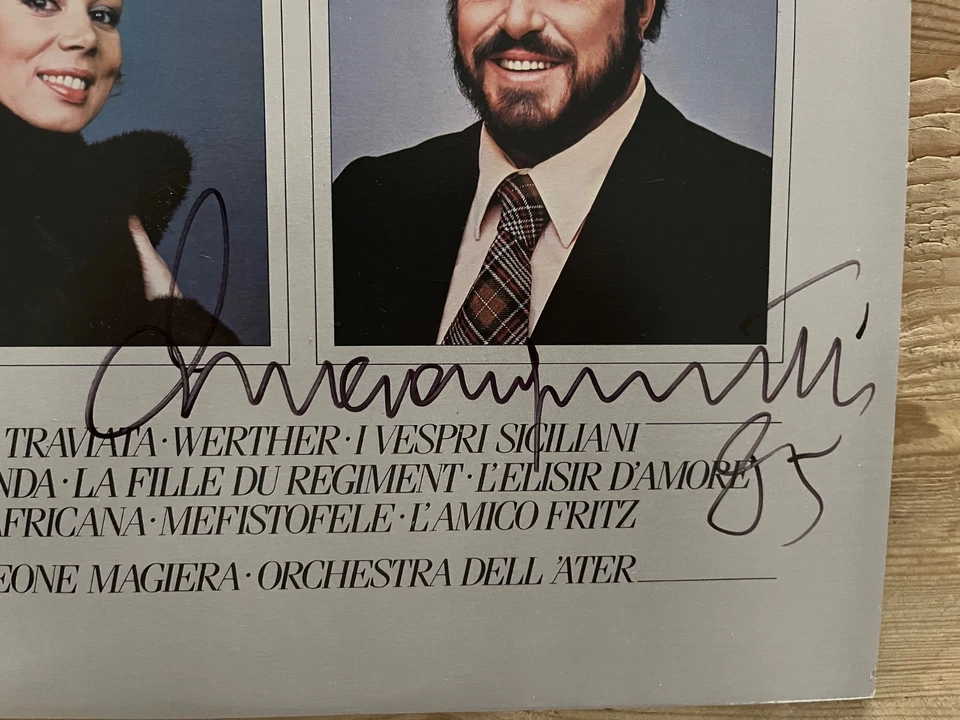 TRAVIATA · WERTHER · I VESPRI SICILIANI
NDA · LA FILLE DU REGIMENT · L'ELISIR D'AMORE
AFRICANA · MEFISTOFELE · L'AMICO FRITZ
EONE MAGIERA · ORCHESTRA DELL 'ATER
85